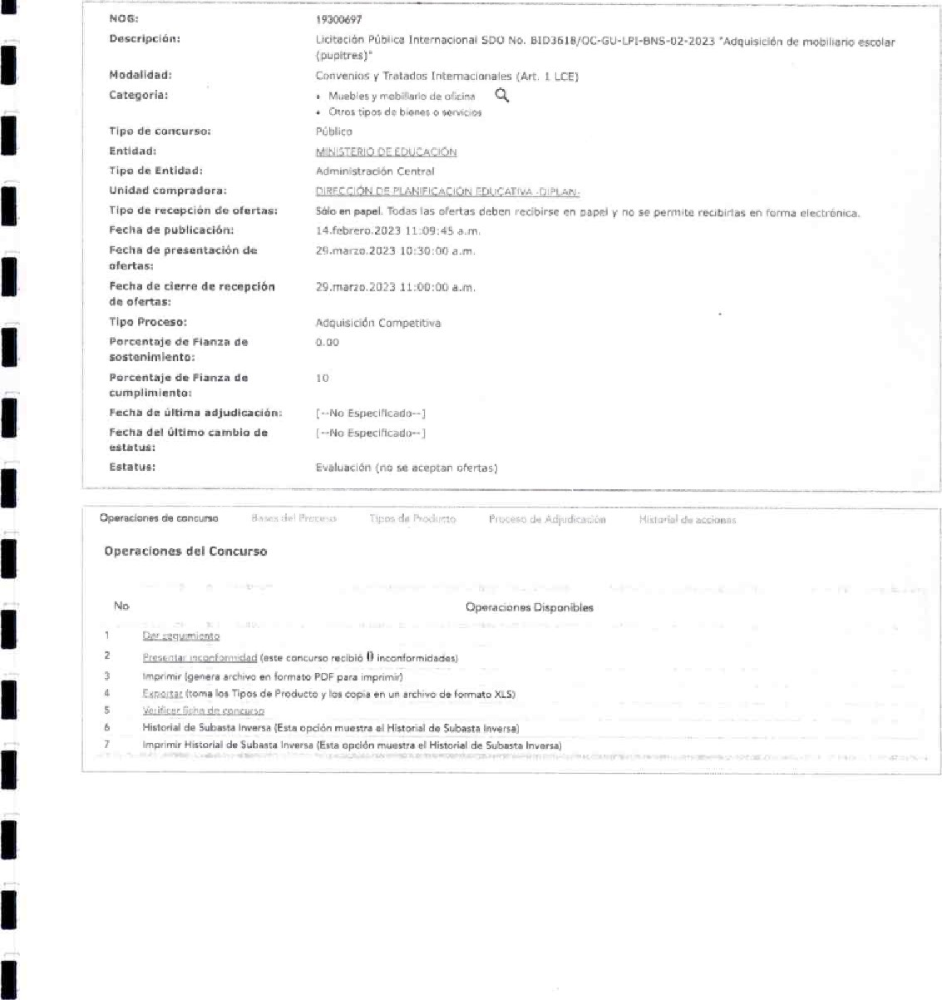 NOG: 19300697
Descripción: Licitación Pública Internacional SDO No. BID3618/OC-GU-LPI-BNS-02-2023 "Adquisición de mobiliario escolar
(pupitres)"
Modalidad: Convenios y Tratados Internacionales (Art. 1 LCE)
Categoría: • Muebles y mobiliario de oficina
• Otros tipos de bienes o servicios
Tipo de concurso: Público
Entidad: MINISTERIO DE EDUCACIÓN
Tipo de Entidad: Administración Central
Unidad compradora: DIRECCIÓN DE PLANIFICACIÓN EDUCATIVA -DIPLAN-
Tipo de recepción de ofertas: Sólo en papel. Todas las ofertas deben recibirse en papel y no se permite recibirlas en forma electrónica.
Fecha de publicación: 14.febrero.2023 11:09:45 a.m.
Fecha de presentación de 29.marzo.2023 10:30:00 a.m.
ofertas:
Fecha de cierre de recepción 29.marzo.2023 11:00:00 a.m.
de ofertas:
Tipo Proceso: Adquisición Competitiva
Porcentaje de Fianza de 0.00
sostenimiento:
Porcentaje de Fianza de 10
cumplimiento:
Fecha de última adjudicación: [--No Especificado--]
Fecha del último cambio de [--No Especificado--]
estatus:
Estatus: Evaluación (no se aceptan ofertas)
Operaciones de concurso Bases del Proceso Tipos de Producto Proceso de Adjudicación Historial de acciones
Operaciones del Concurso
No Operaciones Disponibles
1 Dar seguimiento
2 Presentar inconformidad (este concurso recibió 0 inconformidades)
3 Imprimir (genera archivo en formato PDF para imprimir)
4 Exportar (toma los Tipos de Producto y los copia en un archivo de formato XLS)
5 Verificar ficha de concurso
6 Historial de Subasta Inversa (Esta opción muestra el Historial de Subasta Inversa)
7 Imprimir Historial de Subasta Inversa (Esta opción muestra el Historial de Subasta Inversa)